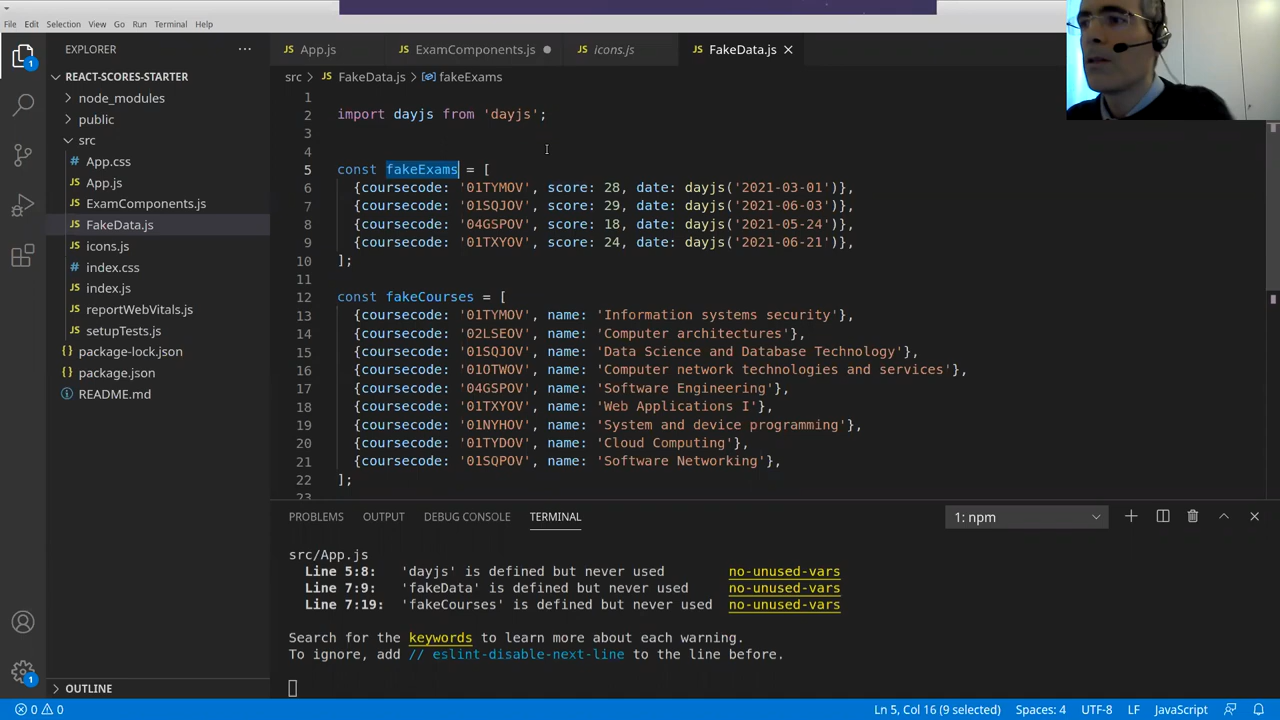 File Edit Selection View Go Run Terminal Help
EXPLORER
REACT-SCORES-STARTER
node_modules
public
src
App.css
App.js
ExamComponents.js
FakeData.js
icons.js
index.css
index.js
reportWebVitals.js
setupTests.js
package-lock.json
package.json
README.md
OUTLINE
App.js ExamComponents.js icons.js FakeData.js
src FakeData.js fakeExams
1
2 import dayjs from 'dayjs';
3
4
5 const fakeExams = [
6 {coursecode: '01TYMOV', score: 28, date: dayjs('2021-03-01')},
7 {coursecode: '01SQJOV', score: 29, date: dayjs('2021-06-03')},
8 {coursecode: '04GSPOV', score: 18, date: dayjs('2021-05-24')},
9 {coursecode: '01TXYOV', score: 24, date: dayjs('2021-06-21')},
10 ];
11
12 const fakeCourses = [
13 {coursecode: '01TYMOV', name: 'Information systems security'},
14 {coursecode: '02LSEOV', name: 'Computer architectures'},
15 {coursecode: '01SQJOV', name: 'Data Science and Database Technology'},
16 {coursecode: '01OTWOV', name: 'Computer network technologies and services'},
17 {coursecode: '04GSPOV', name: 'Software Engineering'},
18 {coursecode: '01TXYOV', name: 'Web Applications I'},
19 {coursecode: '01NYHOV', name: 'System and device programming'},
20 {coursecode: '01TYDOV', name: 'Cloud Computing'},
21 {coursecode: '01SQPOV', name: 'Software Networking'},
22 ];
23
PROBLEMS OUTPUT DEBUG CONSOLE TERMINAL 1: npm
src/App.js
Line 5:8: 'dayjs' is defined but never used no-unused-vars
Line 7:9: 'fakeData' is defined but never used no-unused-vars
Line 7:19: 'fakeCourses' is defined but never used no-unused-vars
Search for the keywords to learn more about each warning.
To ignore, add // eslint-disable-next-line to the line before.
0 0 Ln 5, Col 16 (9 selected) Spaces: 4 UTF-8 LF JavaScript